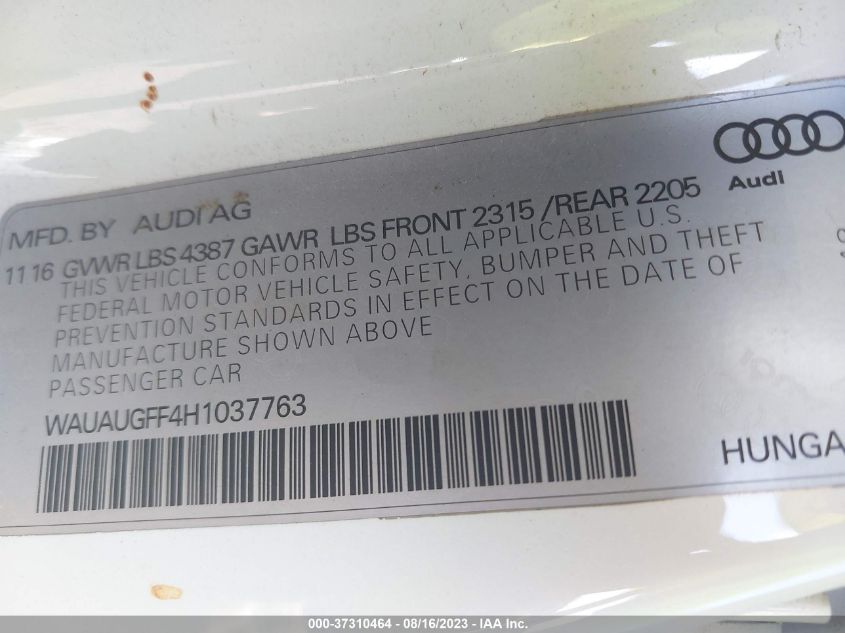 Audi
MFD. BY AUDI AG
11 16 GVWR LBS 4387 GAWR LBS FRONT 2315 /REAR 2205
THIS VEHICLE CONFORMS TO ALL APPLICABLE U.S.
FEDERAL MOTOR VEHICLE SAFETY, BUMPER AND THEFT
PREVENTION STANDARDS IN EFFECT ON THE DATE OF
MANUFACTURE SHOWN ABOVE
PASSENGER CAR
WAUAUGFF4H1037763
HUNGA
000-37310464 - 08/16/2023 - IAA Inc.